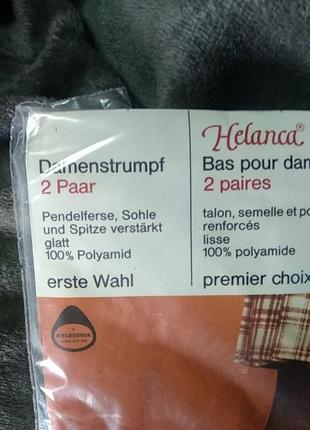 Damenstrumpf
2 Paar
Pendelferse, Sohle
und Spitze verstärkt
glatt
100% Polyamid
erste Wahl
Helanca®
Bas pour dam
2 paires
talon, semelle et po
renforcés
lisse
100% polyamide
premier choix